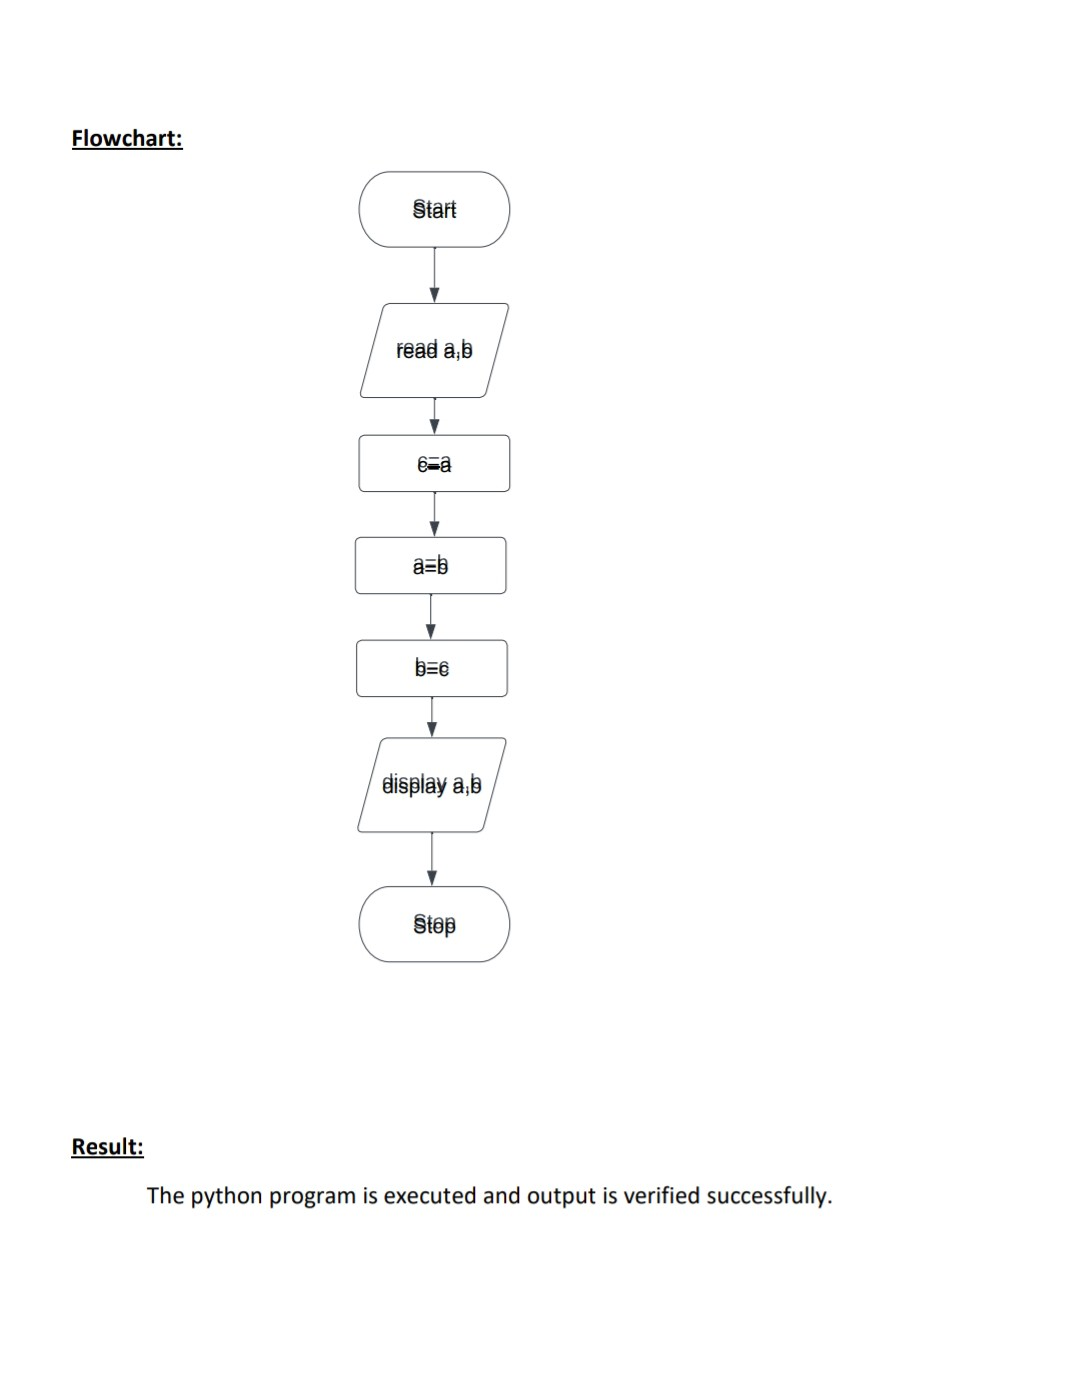 Flowchart:
Start
read a,b
c=a
a=b
b=c
display a,b
Stop
Result:
The python program is executed and output is verified successfully.